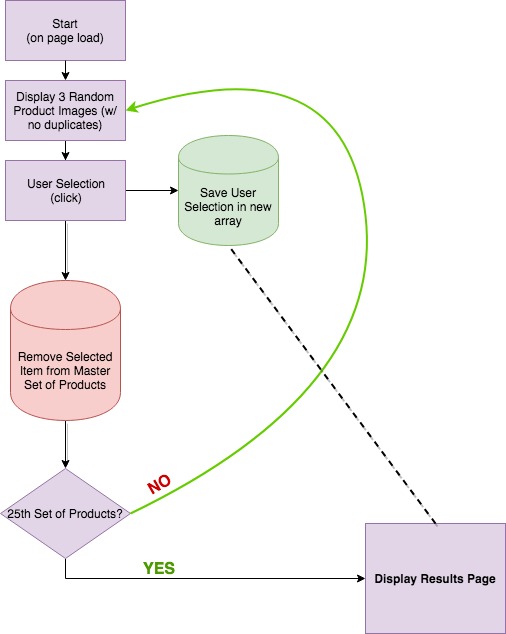 Start
(on page load)
Display 3 Random
Product Images (w/
no duplicates)
User Selection
(click)
Save User
Selection in new
array
Remove Selected
Item from Master
Set of Products
NO
25th Set of Products?
YES
Display Results Page